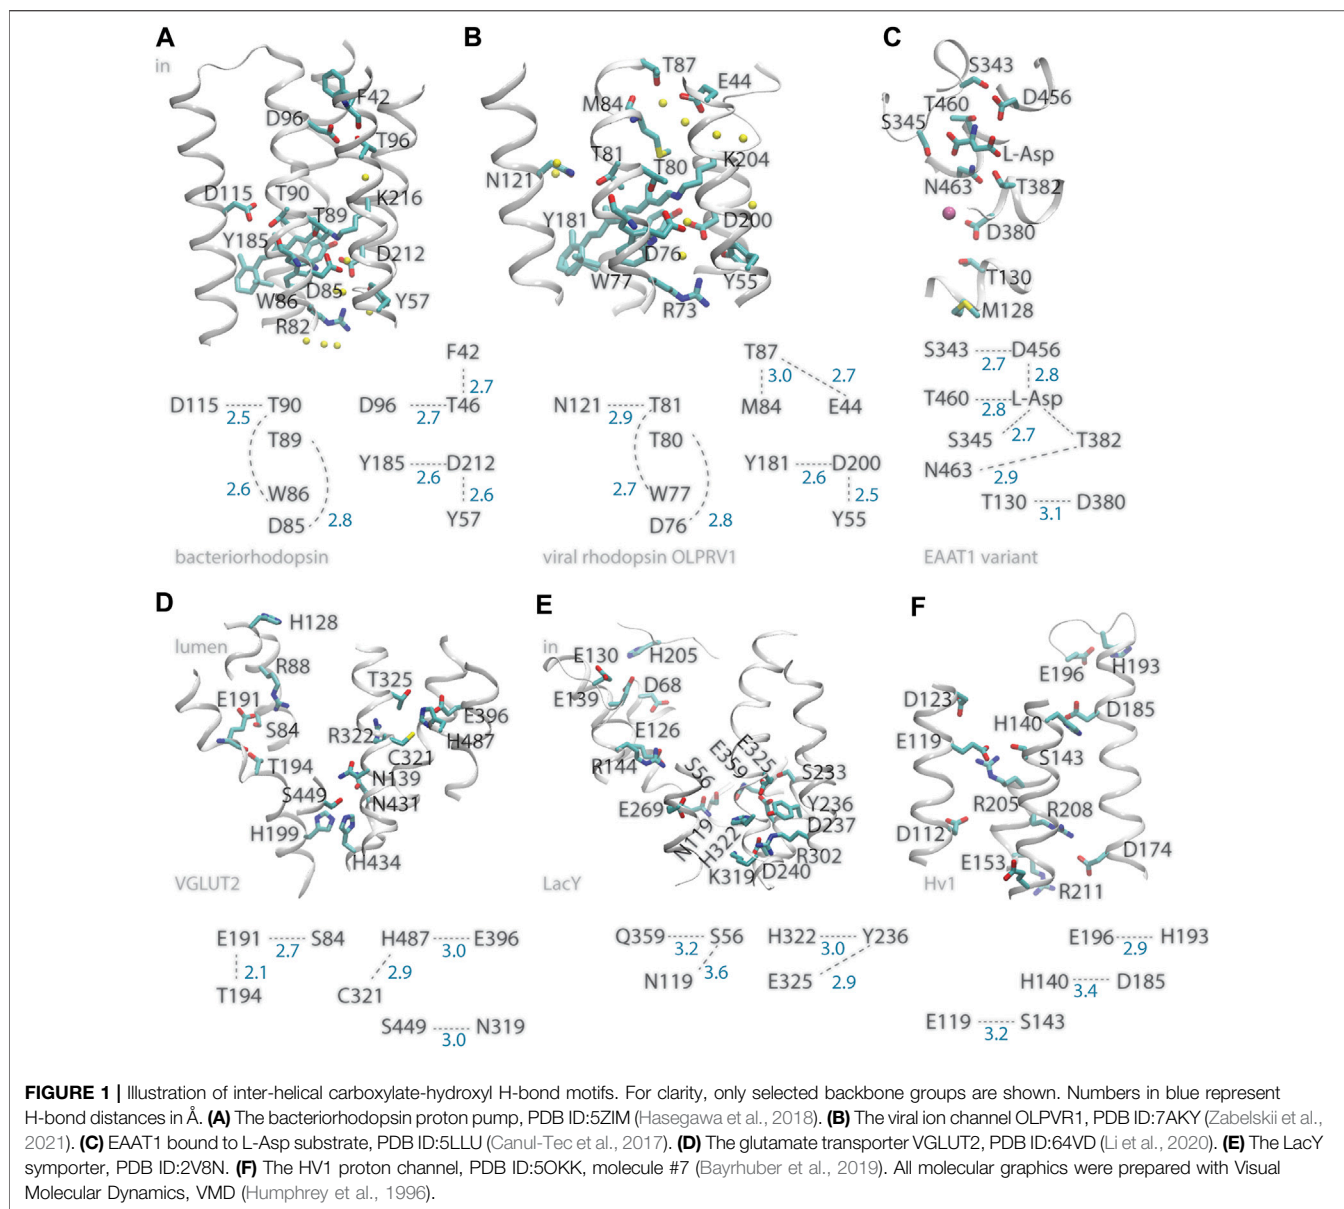 A
in
F42
D96
T96
D115
T90
K216
T89
Y185
D212
D85
W86
Y57
R82
F42
2.7
D115
T90
D96
T46
2.5
2.7
T89
Y185
D212
2.6
2.6
2.6
W86
D85
2.8
Y57
bacteriorhodopsin
B
T87
E44
M84
T81
T80
K204
N121
Y181
D200
D76
W77
Y55
R73
T87
3.0
2.7
N121
T81
M84
E44
2.9
T80
Y181
D200
2.6
2.5
2.7
W77
D76
2.8
Y55
viral rhodopsin OLPRV1
C
S343
D456
T460
S345
L-Asp
N463
T382
D380
T130
M128
S343
D456
2.7
2.8
T460
L-Asp
2.8
S345
2.7
T382
N463
2.9
T130
D380
3.1
EAAT1 variant
D
H128
lumen
R88
T325
E191
S84
E396
R322
H487
C321
T194
N139
S449
N431
H199
H434
VGLUT2
E191
S84
H487
E396
2.7
3.0
2.1
2.9
T194
C321
S449
N319
3.0
E
in
E130
H205
D68
E139
E126
R144
S56
E359
E325
S233
E269
Y236
N119
H322
D237
R302
K319
D240
LacY
Q359
S56
H322
Y236
3.2
3.0
N119
3.6
E325
2.9
F
E196
H193
D123
D185
H140
E119
S143
R205
R208
D112
D174
E153
R211
Hv1
E196
H193
2.9
H140
D185
3.4
E119
S143
3.2
FIGURE 1 | Illustration of inter-helical carboxylate-hydroxyl H-bond motifs. For clarity, only selected backbone groups are shown. Numbers in blue represent
H-bond distances in Å. (A) The bacteriorhodopsin proton pump, PDB ID:5ZIM (Hasegawa et al., 2018). (B) The viral ion channel OLPVR1, PDB ID:7AKY (Zabelskii et al.,
2021). (C) EAAT1 bound to L-Asp substrate, PDB ID:5LLU (Canul-Tec et al., 2017). (D) The glutamate transporter VGLUT2, PDB ID:64VD (Li et al., 2020). (E) The LacY
symporter, PDB ID:2V8N. (F) The HV1 proton channel, PDB ID:5OKK, molecule #7 (Bayrhuber et al., 2019). All molecular graphics were prepared with Visual
Molecular Dynamics, VMD (Humphrey et al., 1996).